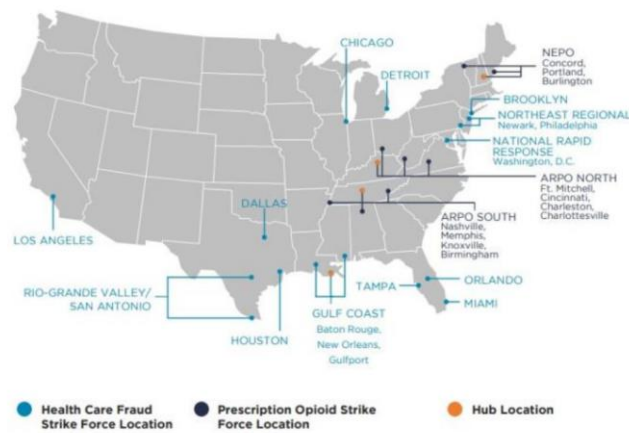 CHICAGO
DETROIT
NEPO
Concord,
Portland,
Burlington
BROOKLYN
NORTHEAST REGIONAL
Newark, Philadelphia
NATIONAL RAPID
RESPONSE
Washington, D.C.
ARPO NORTH
Ft. Mitchell,
Cincinnati,
Charleston,
Charlottesville
DALLAS
LOS ANGELES
ARPO SOUTH
Nashville,
Memphis,
Knoxville,
Birmingham
RIO-GRANDE VALLEY/
SAN ANTONIO
HOUSTON
GULF COAST
Baton Rouge,
New Orleans,
Gulfport
TAMPA
ORLANDO
MIAMI
Health Care Fraud
Strike Force Location
Prescription Opioid Strike
Force Location
Hub Location